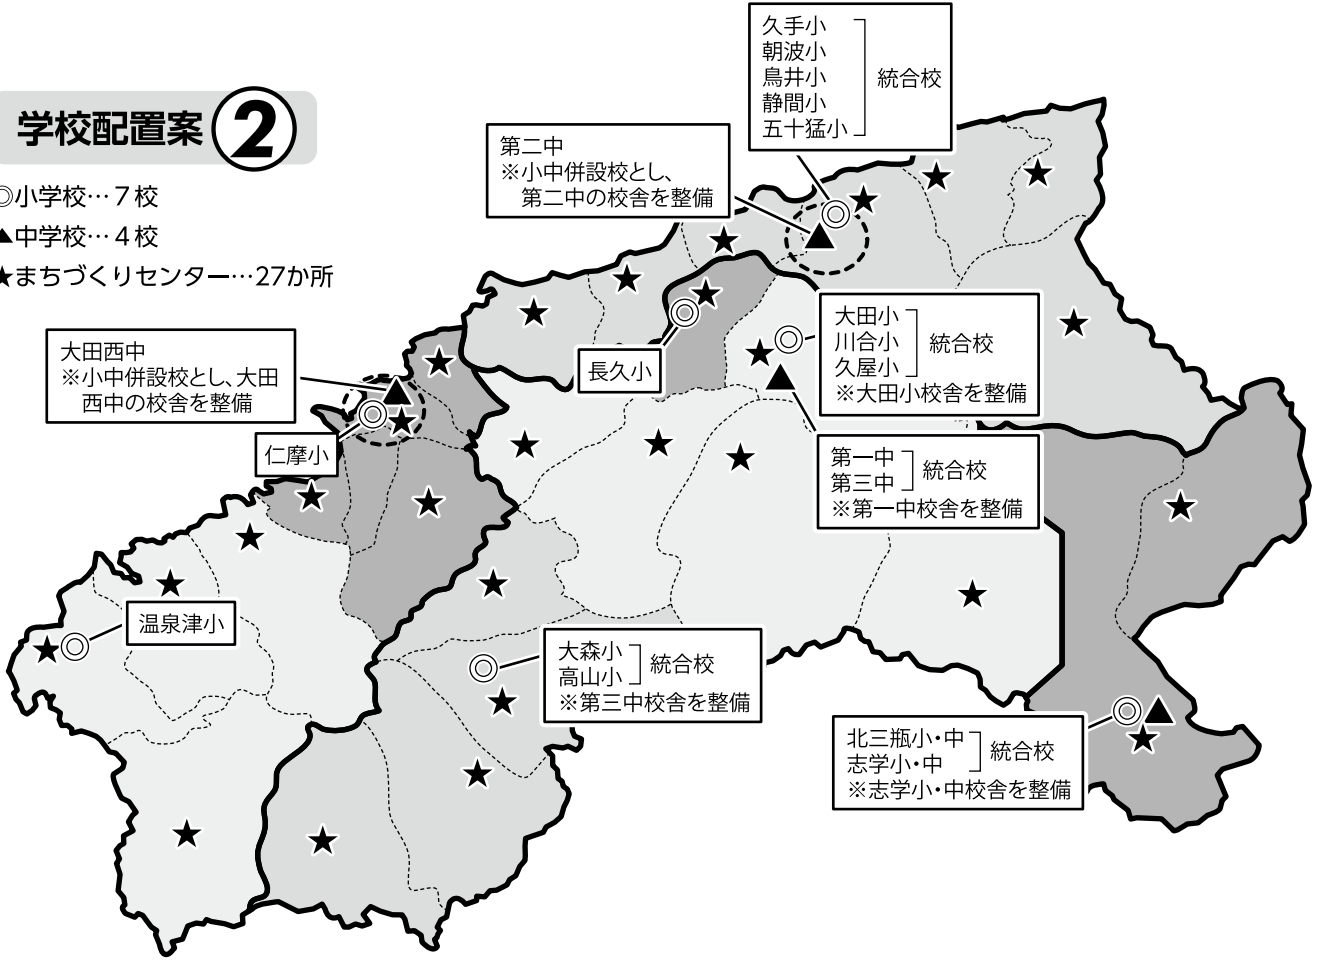 学校配置案②
◎小学校…7校
▲中学校…4校
★まちづくりセンター…27か所
久手小
朝波小
鳥井小
静間小
五十猛小
統合校
第二中
※小中併設校とし、
第二中の校舎を整備
大田西中
※小中併設校とし、大田
西中の校舎を整備
仁摩小
長久小
大田小
川合小
久屋小
統合校
※大田小校舎を整備
第一中
第三中
統合校
※第一中校舎を整備
温泉津小
大森小
高山小
統合校
※第三中校舎を整備
北三瓶小・中
志学小・中
統合校
※志学小・中校舎を整備